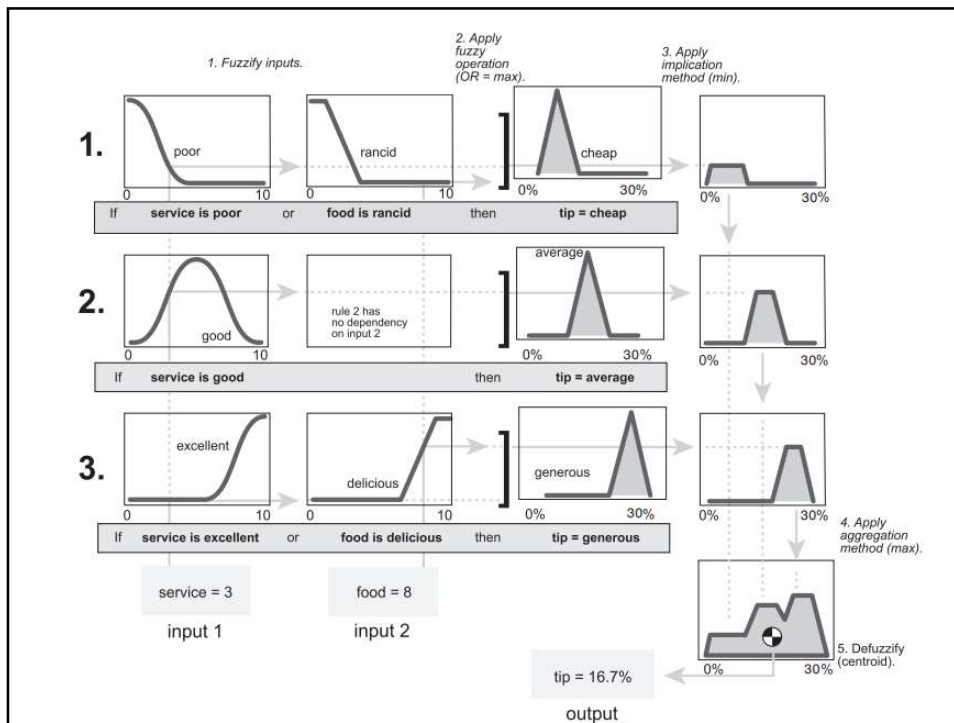 1. Fuzzify inputs.
2. Apply
fuzzy
operation
(OR = max).
3. Apply
implication
method (min).
1.
poor
rancid
cheap
0 10
0 10
0% 30%
0% 30%
If service is poor or food is rancid then tip = cheap
2.
good
rule 2 has
no dependency
on input 2
average
0 10
0% 30%
0% 30%
If service is good then tip = average
3.
excellent
delicious
generous
0 10
0 10
0% 30%
0% 30%
If service is excellent or food is delicious then tip = generous
4. Apply
aggregation
method (max).
service = 3
food = 8
input 1
input 2
0% 30%
5. Defuzzify
(centroid).
tip = 16.7%
output